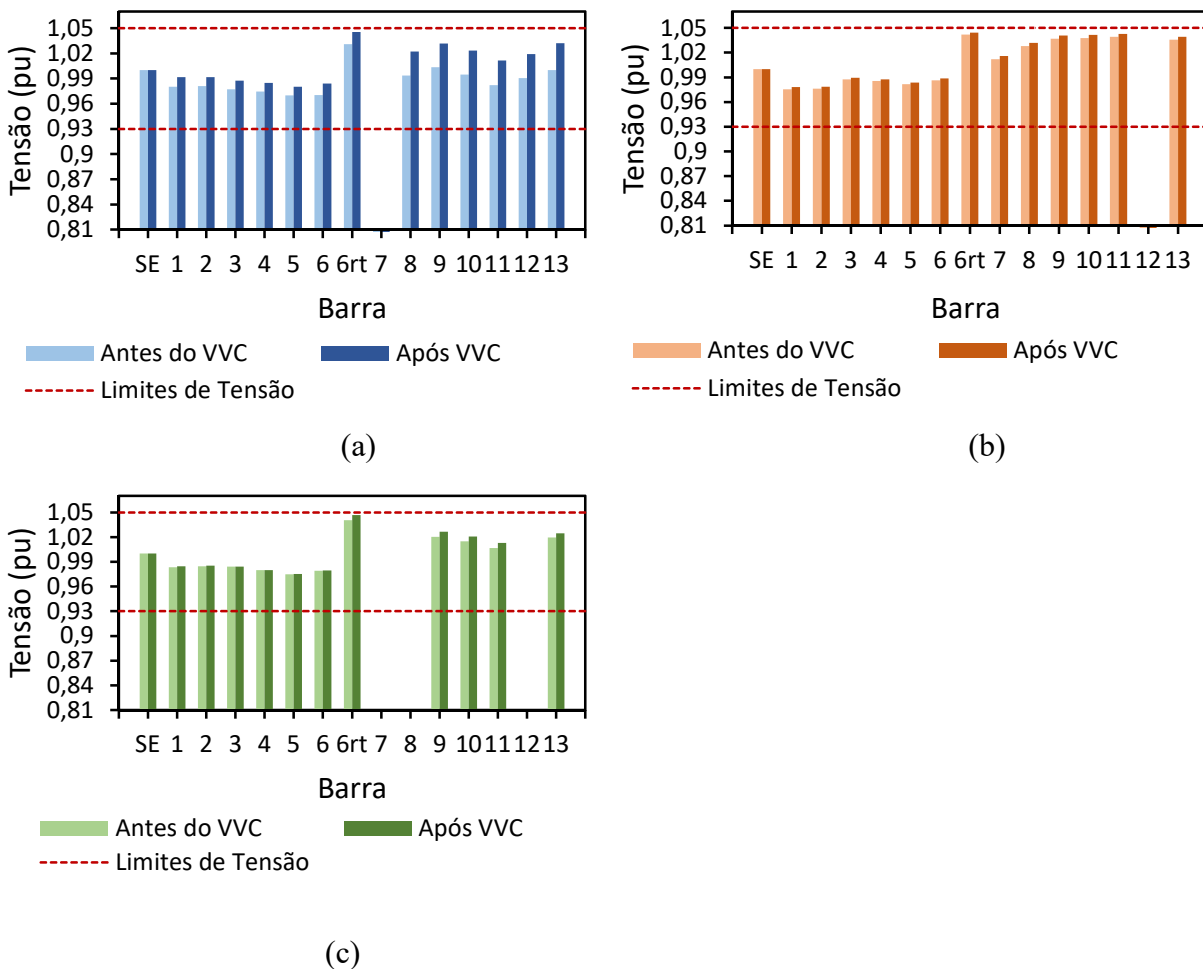 Tensão (pu)
1,05
1,02
0,99
0,96
0,93
0,9
0,87
0,84
0,81
SE 1 2 3 4 5 6 6rt 7 8 9 10 11 12 13
Barra
Antes do VVC Após VVC
Limites de Tensão
(a)
Tensão (pu)
1,05
1,02
0,99
0,96
0,93
0,9
0,87
0,84
0,81
SE 1 2 3 4 5 6 6rt 7 8 9 10 11 12 13
Barra
Antes do VVC Após VVC
Limites de Tensão
(b)
Tensão (pu)
1,05
1,02
0,99
0,96
0,93
0,9
0,87
0,84
0,81
SE 1 2 3 4 5 6 6rt 7 8 9 10 11 12 13
Barra
Antes do VVC Após VVC
Limites de Tensão
(c)